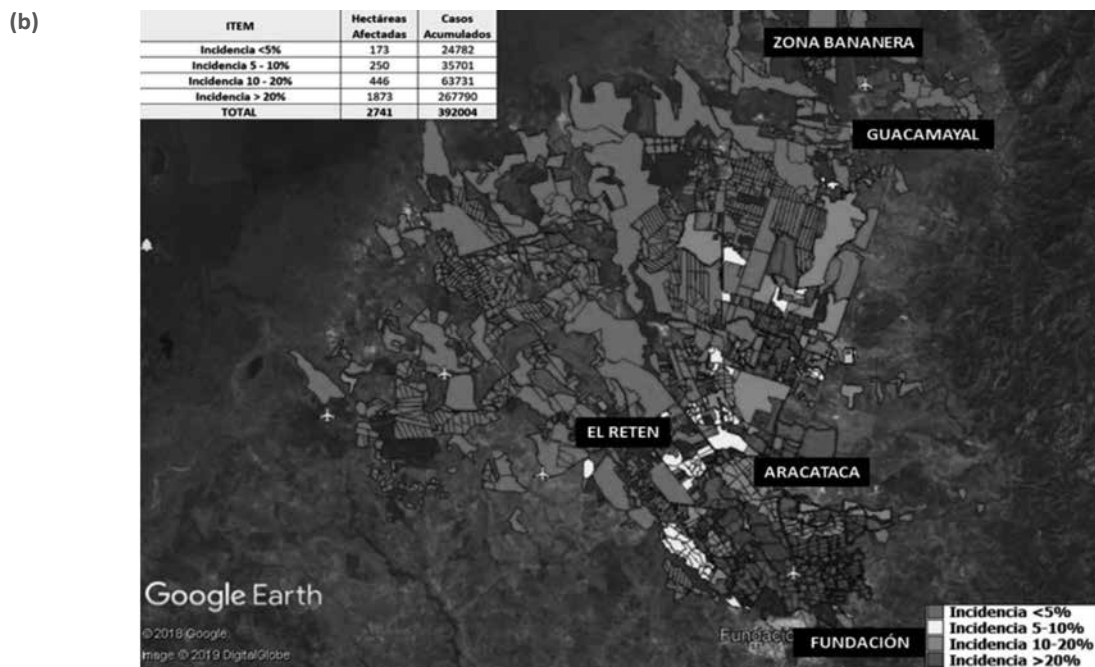 (b)
ITEM Hectáreas Afectadas Casos Acumulados
Incidencia <5% 173 24782
Incidencia 5 - 10% 250 35701
Incidencia 10 - 20% 446 63731
Incidencia > 20% 1873 267790
TOTAL 2741 392004
ZONA BANANERA
GUACAMAYAL
EL RETEN
ARACATACA
Google Earth
© 2018 Google
Image © 2019 DigitalGlobe
FUNDACIÓN
Incidencia <5%
Incidencia 5-10%
Incidencia 10-20%
Incidencia >20%